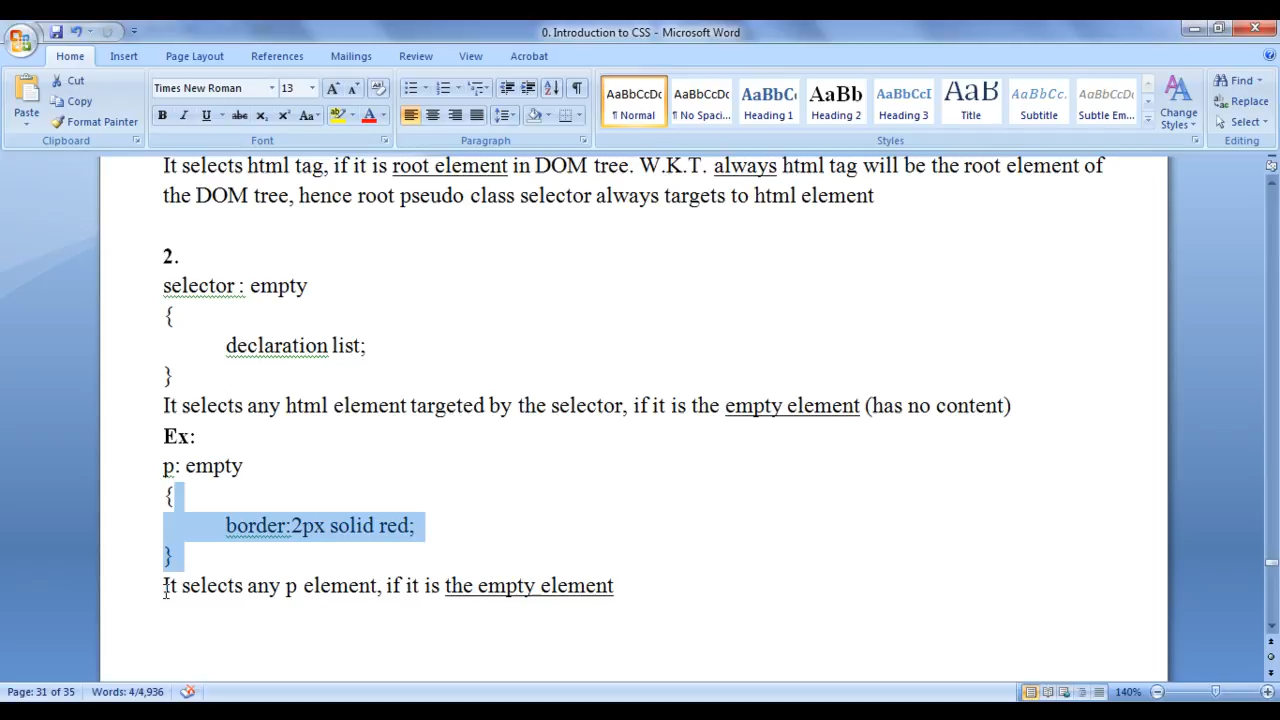 0. Introduction to CSS - Microsoft Word
Home Insert Page Layout References Mailings Review View Acrobat
Paste
Cut
Copy
Format Painter
Clipboard
Times New Roman 13
B I U abc x₂ x² Aa
Font
Paragraph
AaBbCcDc AaBbCcDc AaBbC AaBb AaBbCcI AaB AaBbCc. AaBbCcDc
¶ Normal ¶ No Spaci... Heading 1 Heading 2 Heading 3 Title Subtitle Subtle Em...
Change Styles
Styles
Find
Replace
Select
Editing
It selects html tag, if it is root element in DOM tree. W.K.T. always html tag will be the root element of
the DOM tree, hence root pseudo class selector always targets to html element
2.
selector : empty
{
declaration list;
}
It selects any html element targeted by the selector, if it is the empty element (has no content)
Ex:
p: empty
{
border:2px solid red;
}
It selects any p element, if it is the empty element
Page: 31 of 35 Words: 4/4,936 140%